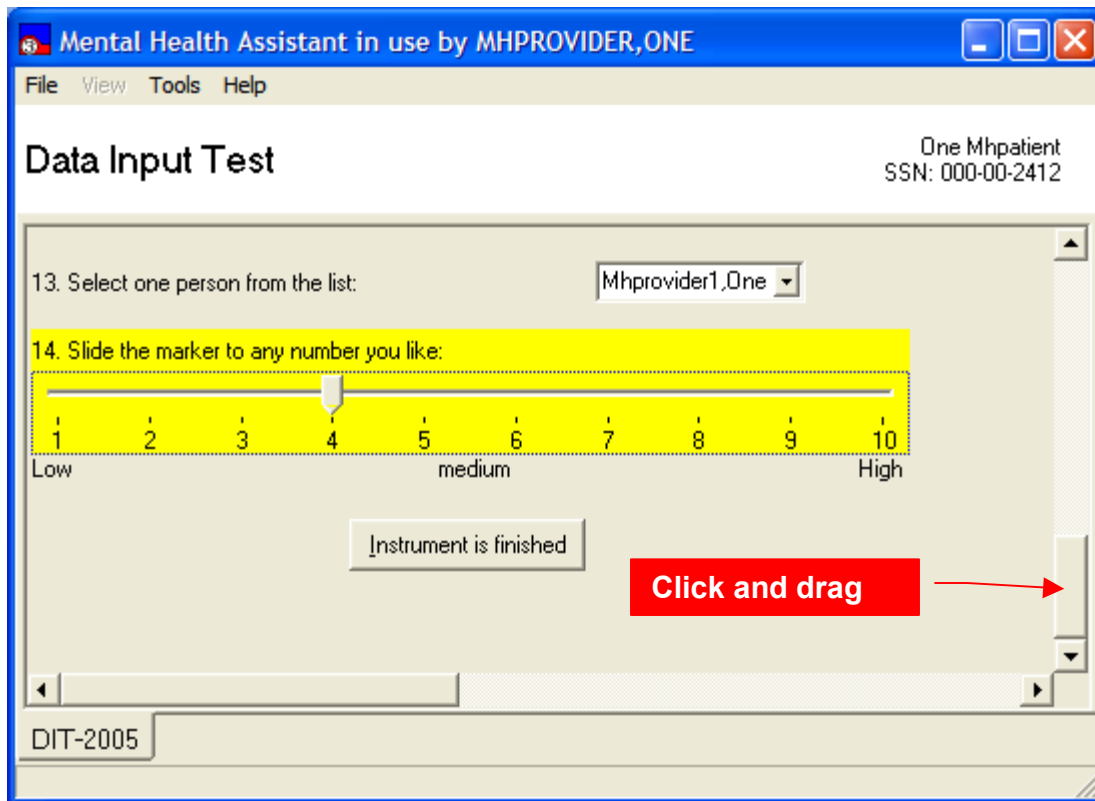 Mental Health Assistant in use by MHPROVIDER,ONE
File View Tools Help
Data Input Test
One Mhpatient
SSN: 000-00-2412
13. Select one person from the list:
Mhprovider1,One
14. Slide the marker to any number you like:
1 2 3 4 5 6 7 8 9 10
Low medium High
Instrument is finished
Click and drag
DIT-2005